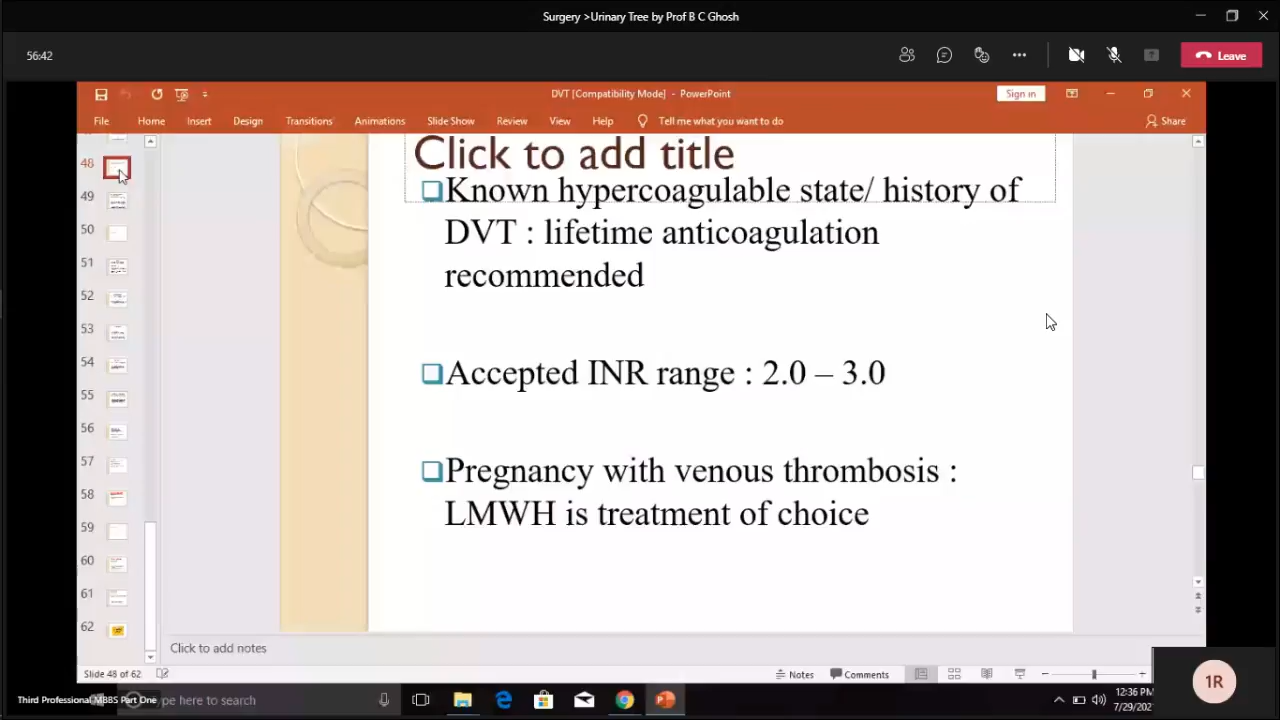 Surgery >Urinary Tree by Prof B C Ghosh
56:42
Leave
DVT [Compatibility Mode] - PowerPoint
Sign in
File Home Insert Design Transitions Animations Slide Show Review View Help Tell me what you want to do Share
48
49
50
51
52
53
54
55
56
57
58
59
60
61
62
Click to add title
Known hypercoagulable state/ history of
DVT : lifetime anticoagulation
recommended
Accepted INR range : 2.0 – 3.0
Pregnancy with venous thrombosis :
LMWH is treatment of choice
Click to add notes
Slide 48 of 62 Notes Comments
Third Professional MBBS Part One
here to search
12:36 PM
1R